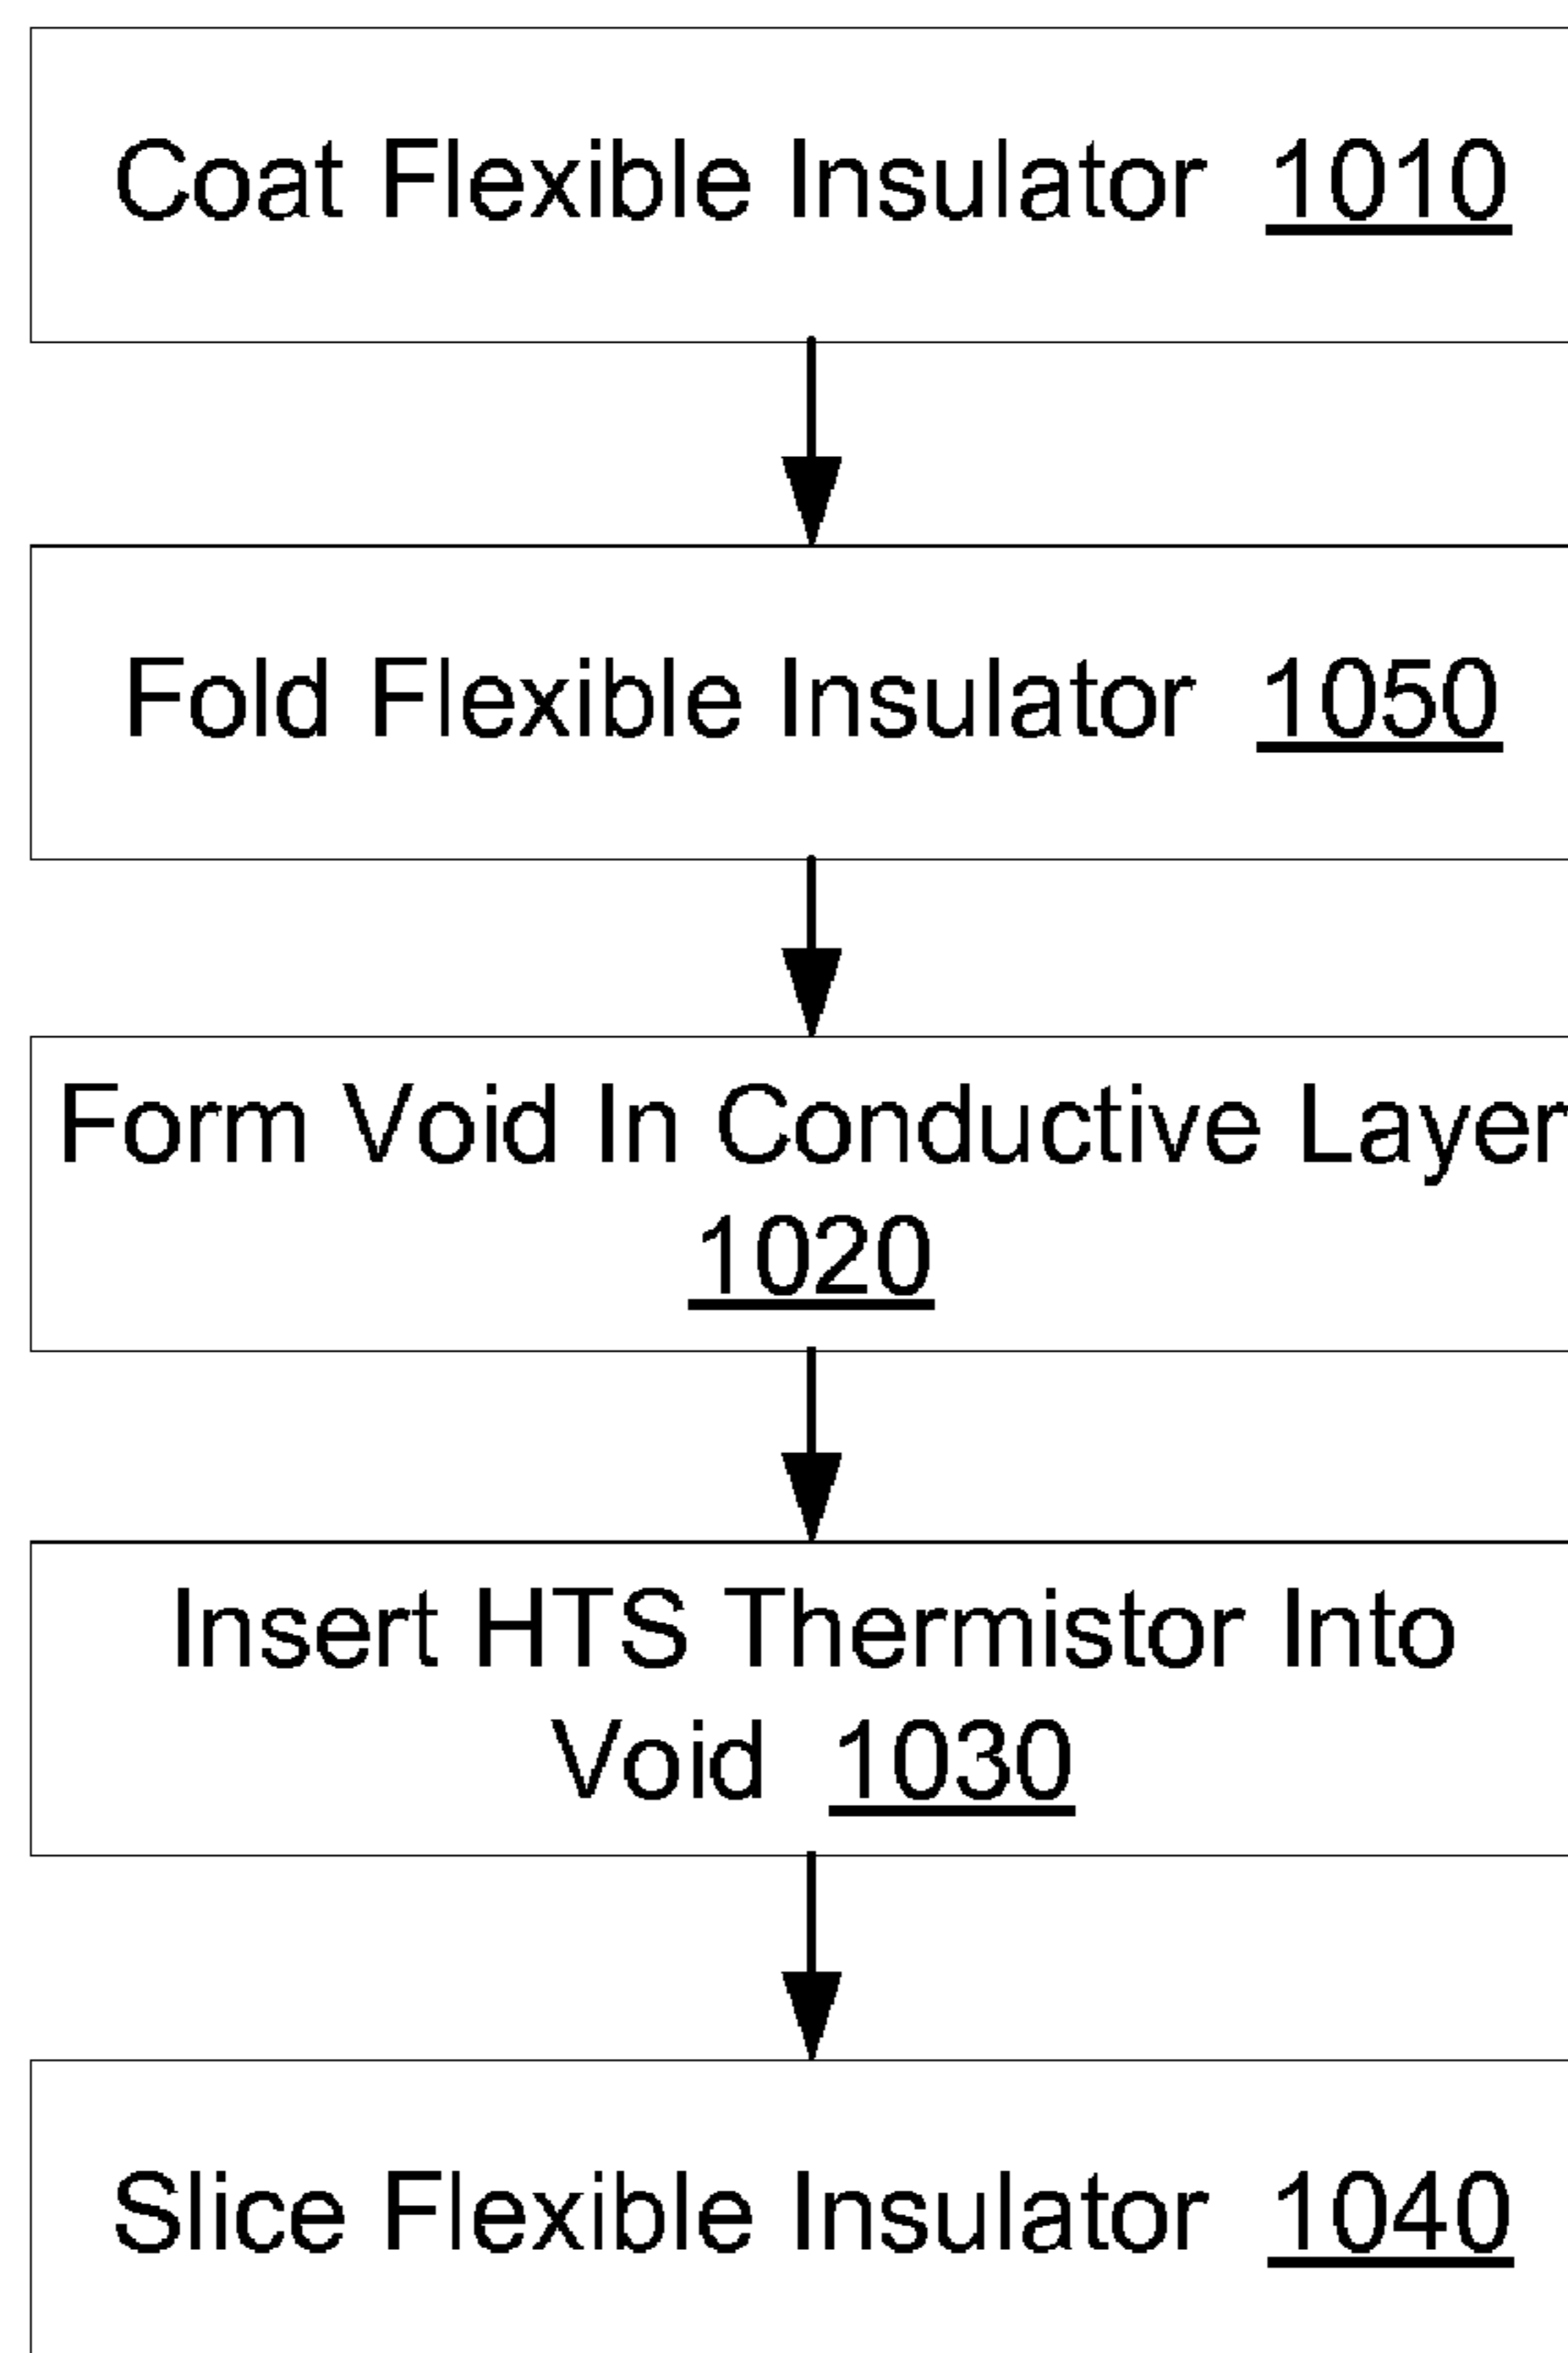 Coat Flexible Insulator 1010
Fold Flexible Insulator 1050
Form Void In Conductive Layer
1020
Insert HTS Thermistor Into
Void 1030
Slice Flexible Insulator 1040